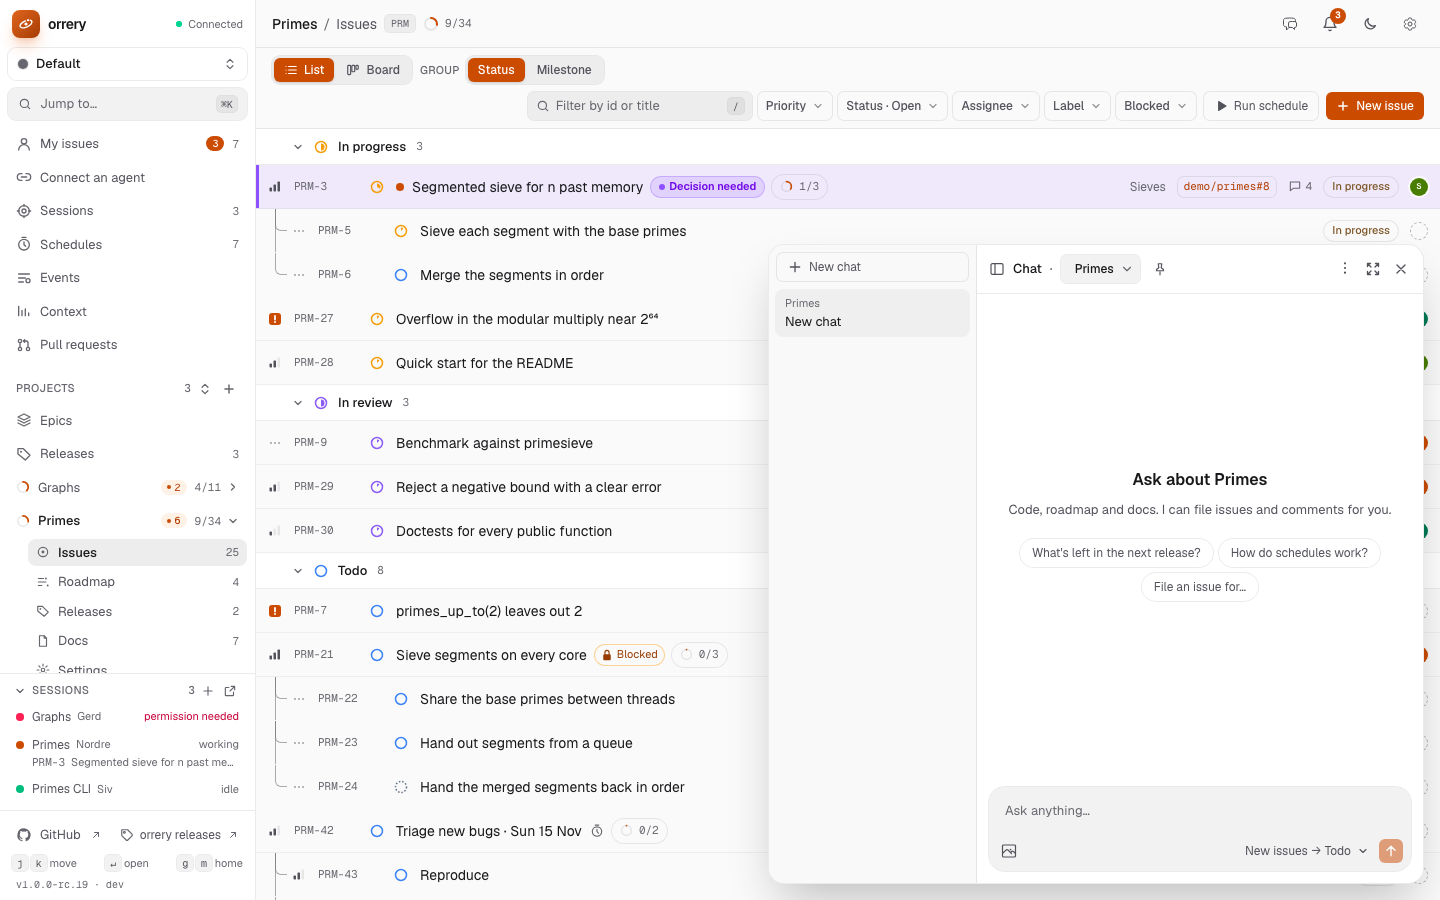 orrery
Connected
Default
Jump to…
⌘K
My issues
3
7
Connect an agent
Sessions
3
Schedules
7
Events
Context
Pull requests
PROJECTS
3
Epics
Releases
3
Graphs
2
4/11
Primes
6
9/34
Issues
25
Roadmap
4
Releases
2
Docs
7
Settings
SESSIONS
3
Graphs Gerd
permission needed
Primes Nordre
working
PRM-3 Segmented sieve for n past me…
Primes CLI Siv
idle
GitHub ↗
orrery releases ↗
j k move
↵ open
g m home
v1.0.0-rc.19 · dev
Primes / Issues
PRM
9/34
3
List
Board
GROUP
Status
Milestone
Filter by id or title
/
Priority
Status · Open
Assignee
Label
Blocked
Run schedule
New issue
In progress 3
PRM-3
Segmented sieve for n past memory
Decision needed
1/3
Sieves
demo/primes#8
4
In progress
S
PRM-5
Sieve each segment with the base primes
In progress
PRM-6
Merge the segments in order
PRM-27
Overflow in the modular multiply near 2⁶⁴
PRM-28
Quick start for the README
In review 3
PRM-9
Benchmark against primesieve
PRM-29
Reject a negative bound with a clear error
PRM-30
Doctests for every public function
Todo 8
PRM-7
primes_up_to(2) leaves out 2
PRM-21
Sieve segments on every core
Blocked
0/3
PRM-22
Share the base primes between threads
PRM-23
Hand out segments from a queue
PRM-24
Hand the merged segments back in order
PRM-42
Triage new bugs · Sun 15 Nov
0/2
PRM-43
Reproduce
New chat
Primes
New chat
Chat ·
Primes
Ask about Primes
Code, roadmap and docs. I can file issues and comments for you.
What's left in the next release?
How do schedules work?
File an issue for…
Ask anything…
New issues → Todo